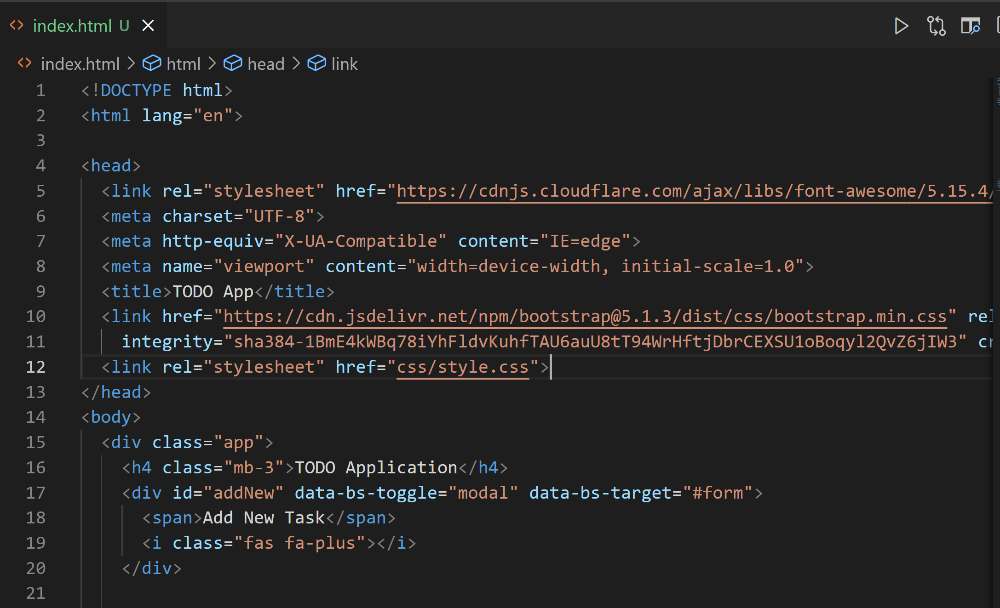 index.html U
index.html > html > head > link
1 <!DOCTYPE html>
2 <html lang="en">
3
4 <head>
5 <link rel="stylesheet" href="https://cdnjs.cloudflare.com/ajax/libs/font-awesome/5.15.4/
6 <meta charset="UTF-8">
7 <meta http-equiv="X-UA-Compatible" content="IE=edge">
8 <meta name="viewport" content="width=device-width, initial-scale=1.0">
9 <title>TODO App</title>
10 <link href="https://cdn.jsdelivr.net/npm/bootstrap@5.1.3/dist/css/bootstrap.min.css" rel
11 integrity="sha384-1BmE4kWBq78iYhFldvKuhfTAU6auU8tT94WrHftjDbrCEXSU1oBoqyl2QvZ6jIW3" cr
12 <link rel="stylesheet" href="css/style.css">
13 </head>
14 <body>
15 <div class="app">
16 <h4 class="mb-3">TODO Application</h4>
17 <div id="addNew" data-bs-toggle="modal" data-bs-target="#form">
18 <span>Add New Task</span>
19 <i class="fas fa-plus"></i>
20 </div>
21